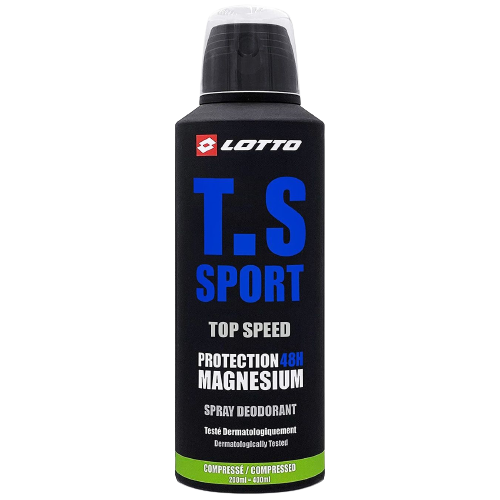 LOTTO
T.S
SPORT
TOP SPEED
PROTECTION 48H
MAGNESIUM
SPRAY DEODORANT
Testé Dermatologiquement
Dermatologically Tested
COMPRESSÉ / COMPRESSED
200ml = 400ml